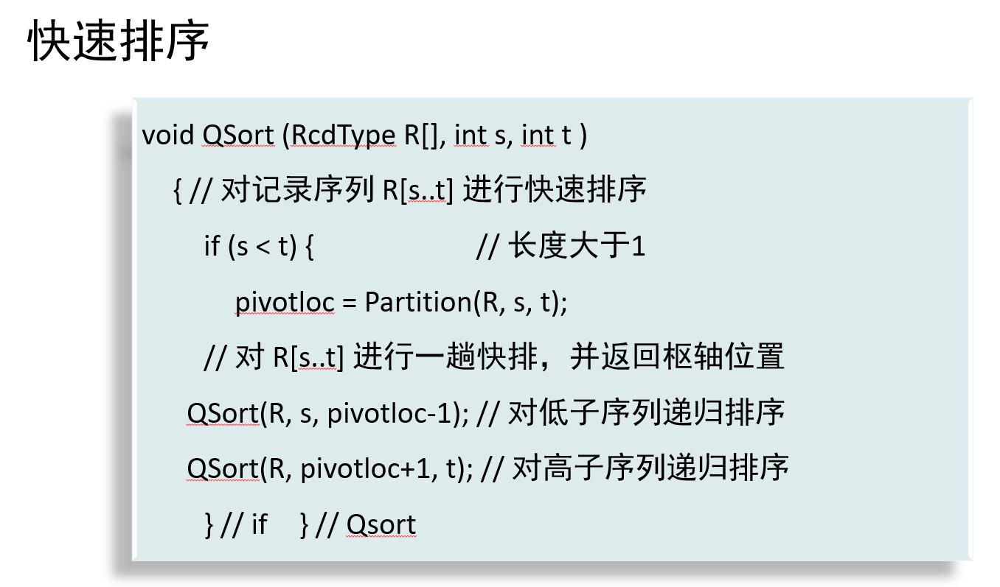 快速排序
void QSort (RcdType R[], int s, int t )
{ // 对记录序列 R[s..t] 进行快速排序
if (s < t) { // 长度大于1
pivotloc = Partition(R, s, t);
// 对 R[s..t] 进行一趟快排，并返回枢轴位置
QSort(R, s, pivotloc-1); // 对低子序列递归排序
QSort(R, pivotloc+1, t); // 对高子序列递归排序
} // if } // Qsort